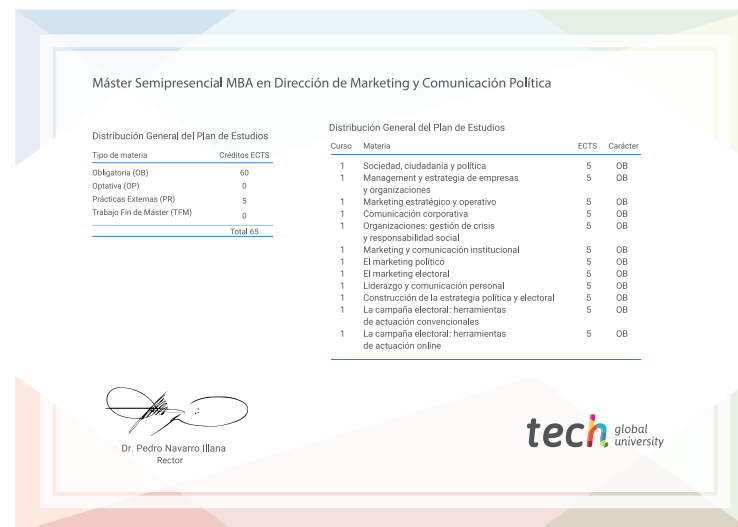 Máster Semipresencial MBA en Dirección de Marketing y Comunicación Política
Distribución General del Plan de Estudios
Tipo de materia Créditos ECTS
Obligatoria (OB) 60
Optativa (OP) 0
Prácticas Externas (PR) 5
Trabajo Fin de Máster (TFM) 0
Total 65
Distribución General del Plan de Estudios
Curso Materia ECTS Carácter
1 Sociedad, ciudadanía y política 5 OB
1 Management y estrategia de empresas 5 OB
y organizaciones
1 Marketing estratégico y operativo 5 OB
1 Comunicación corporativa 5 OB
1 Organizaciones: gestión de crisis 5 OB
y responsabilidad social
1 Marketing y comunicación institucional 5 OB
1 El marketing político 5 OB
1 El marketing electoral 5 OB
1 Liderazgo y comunicación personal 5 OB
1 Construcción de la estrategia política y electoral 5 OB
1 La campaña electoral: herramientas 5 OB
de actuación convencionales
1 La campaña electoral: herramientas 5 OB
de actuación online
Dr. Pedro Navarro Illana
Rector
tech global
university